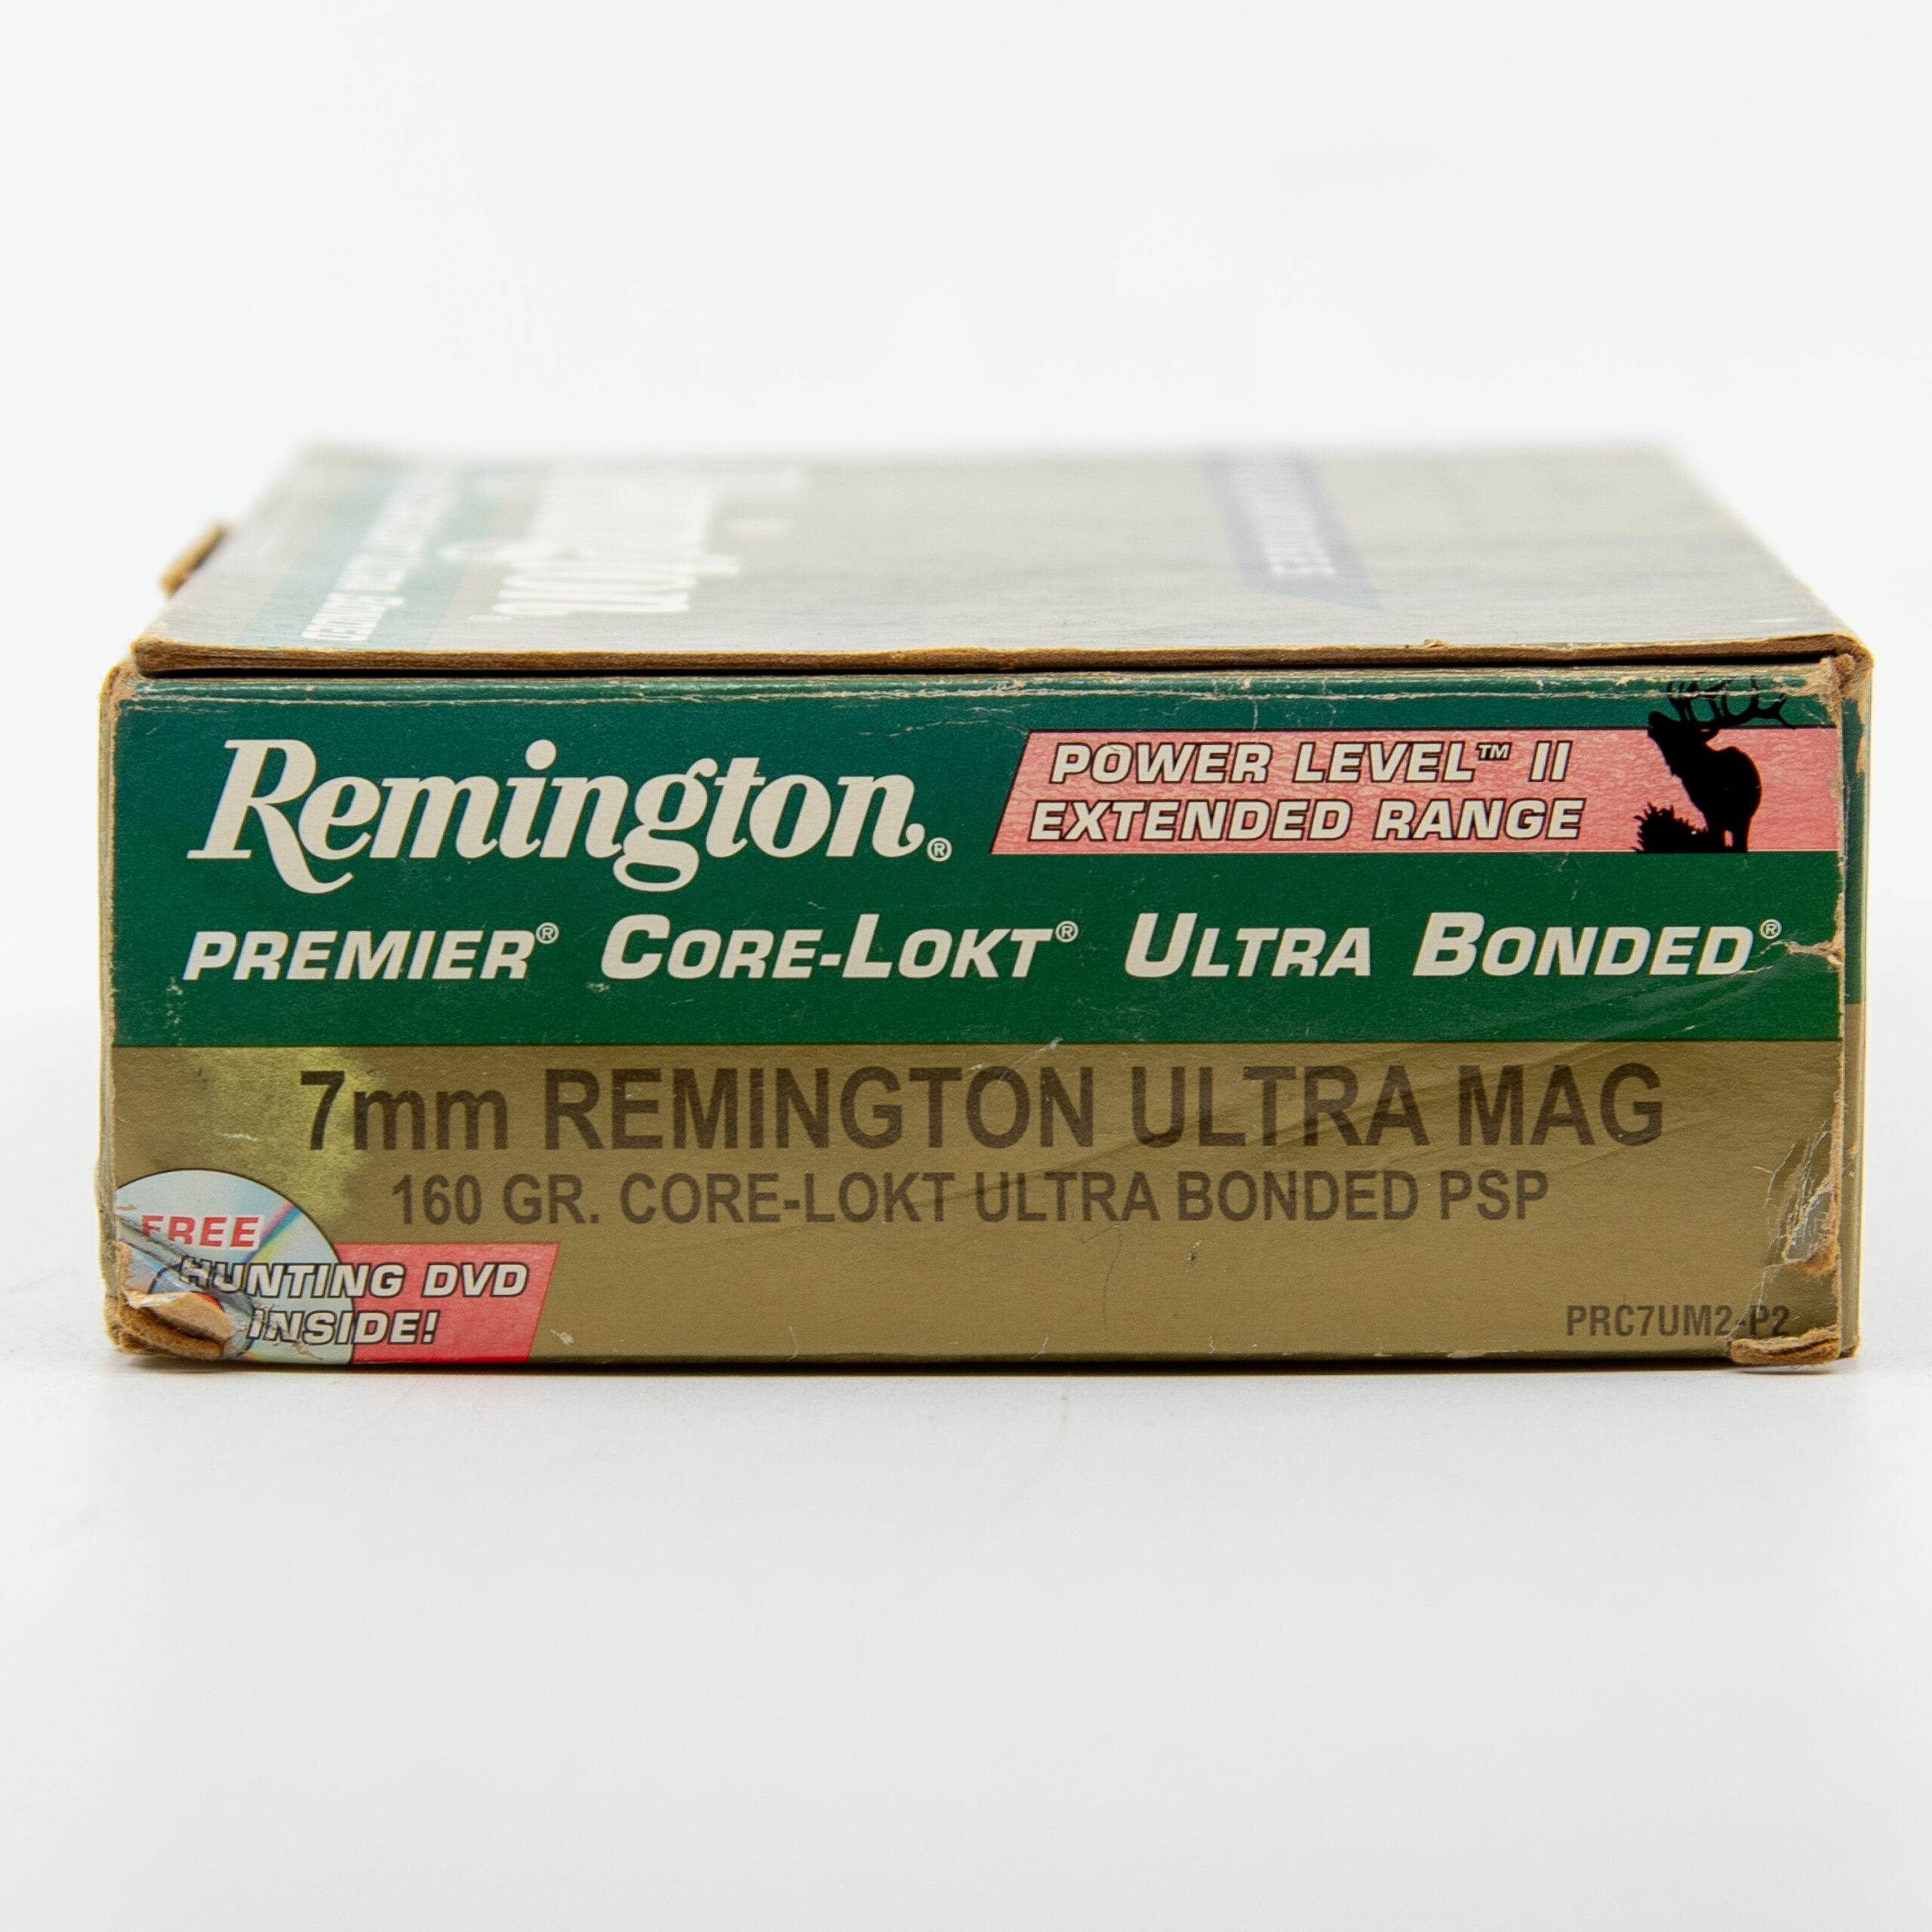 Remington®
POWER LEVEL™ II
EXTENDED RANGE
PREMIER® CORE-LOKT® ULTRA BONDED®
7mm REMINGTON ULTRA MAG
160 GR. CORE-LOKT ULTRA BONDED PSP
FREE
HUNTING DVD
INSIDE!
PRC7UM2-P2